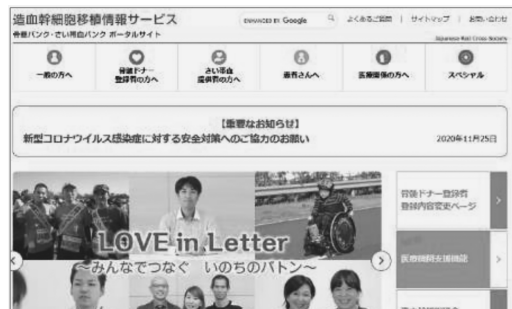 造血幹細胞移植情報サービス
骨髄バンク・さい帯血バンク ポータルサイト
ENHANCED BY Google
よくあるご質問 | サイトマップ | お問い合わせ
Japanese Red Cross Society
一般の方へ
骨髄ドナー
登録者の方へ
さい帯血
提供者の方へ
患者さんへ
医療関係の方へ
スペシャル
【重要なお知らせ】
新型コロナウイルス感染症に対する安全対策へのご協力のお願い
2020年11月25日
LOVE in Letter
～みんなでつなぐ いのちのバトン～
骨髄ドナー登録者
登録内容変更ページ
医療機関支援機能